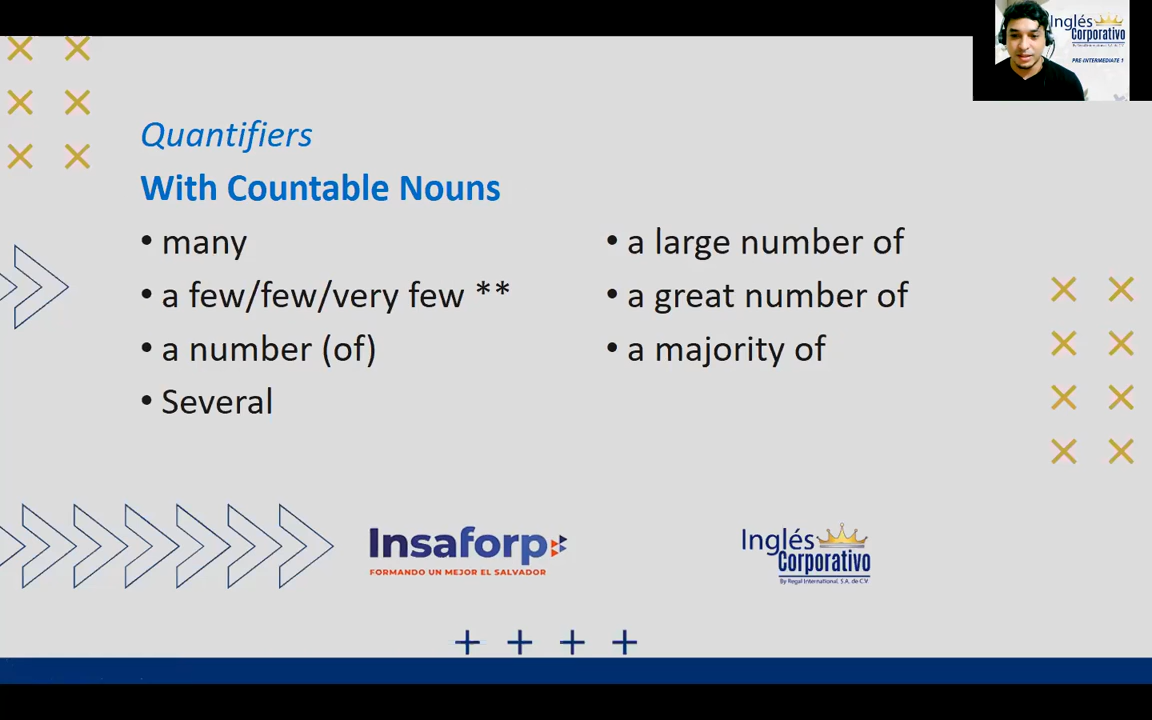 Inglés
Corporativo
PRE-INTERMEDIATE 1
Quantifiers
With Countable Nouns
• many
• a few/few/very few **
• a number (of)
• Several
• a large number of
• a great number of
• a majority of
Insaforp
FORMANDO UN MEJOR EL SALVADOR
Inglés
Corporativo
By Regal International, S.A. de C.V